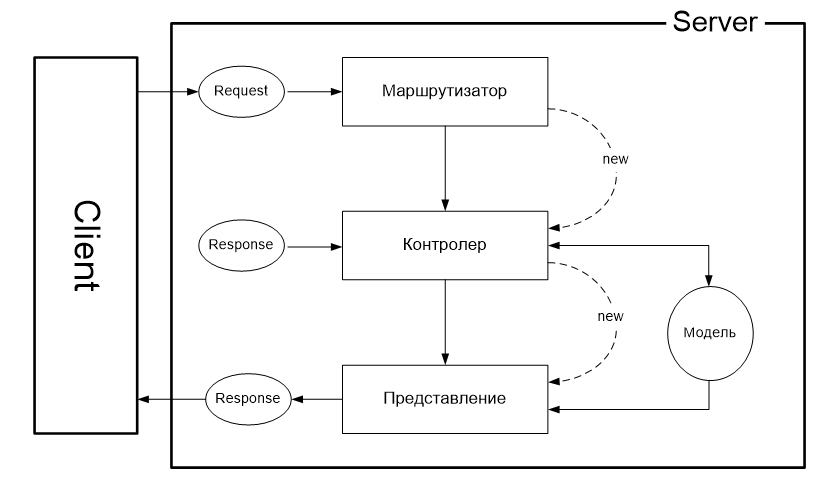 Server
Request
Маршрутизатор
new
Client
Response
Контролер
new
Модель
Response
Представление